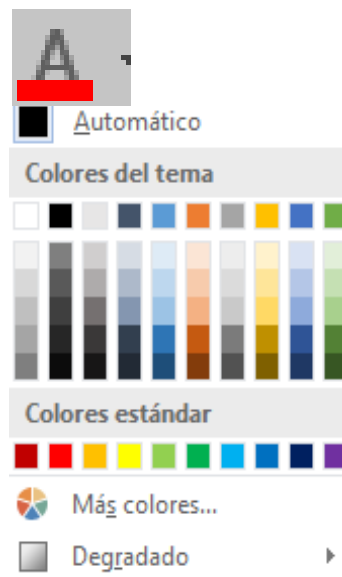 A
Automático
Colores del tema
Colores estándar
Más colores...
Degradado